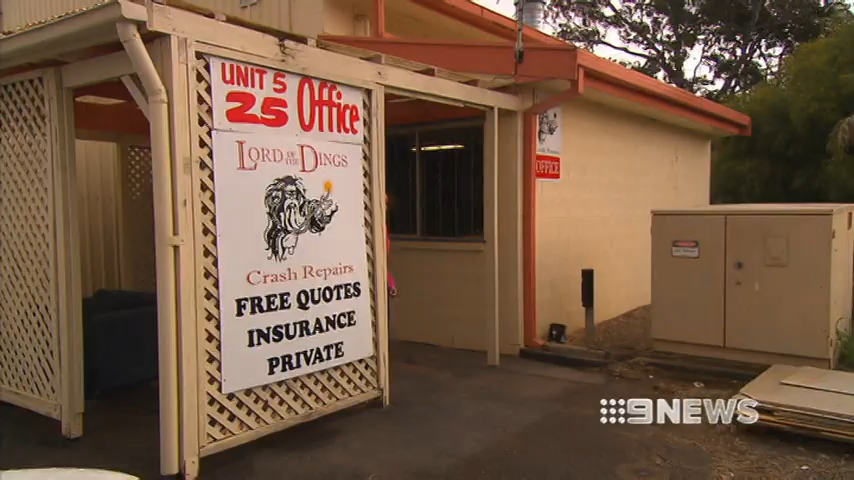 UNIT 5
25 Office
LORD OF THE DINGS
Crash Repairs
FREE QUOTES
INSURANCE
PRIVATE
OFFICE
9NEWS